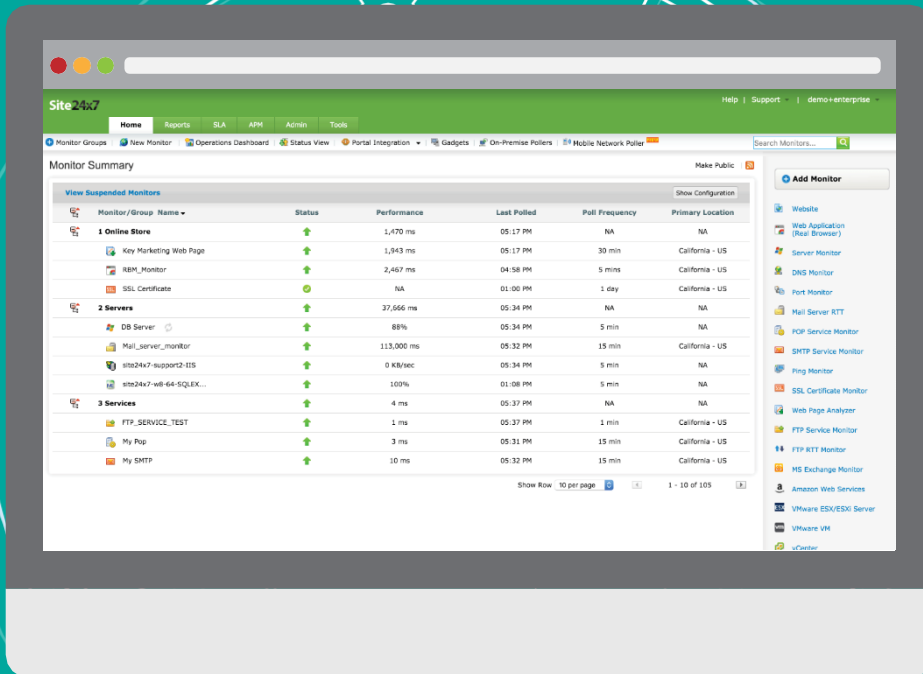 Site24x7
Help | Support | demo+enterprise
Home Reports SLA APM Admin Tools
Monitor Groups New Monitor Operations Dashboard Status View Portal Integration Gadgets On-Premise Pollers Mobile Network Poller
Search Monitors...
Monitor Summary
Make Public
View Suspended Monitors
Show Configuration
Monitor/Group Name Status Performance Last Polled Poll Frequency Primary Location
1 Online Store 1,470 ms 05:17 PM NA NA
Key Marketing Web Page 1,943 ms 05:17 PM 30 min California - US
RBM_Monitor 2,467 ms 04:58 PM 5 mins California - US
SSL Certificate NA 01:00 PM 1 day California - US
2 Servers 37,666 ms 05:34 PM NA NA
DB Server 88% 05:34 PM 5 min NA
Mail_server_monitor 113,000 ms 05:32 PM 15 min California - US
site24x7-support2-IIS 0 KB/sec 05:34 PM 5 min NA
site24x7-w8-64-SQLEX... 100% 01:08 PM 5 min NA
3 Services 4 ms 05:37 PM NA NA
FTP_SERVICE_TEST 1 ms 05:37 PM 1 min California - US
My Pop 3 ms 05:31 PM 15 min California - US
My SMTP 10 ms 05:32 PM 15 min California - US
Show Row 10 per page 1 - 10 of 105
Add Monitor
Website
Web Application
(Real Browser)
Server Monitor
DNS Monitor
Port Monitor
Mail Server RTT
POP Service Monitor
SMTP Service Monitor
Ping Monitor
SSL Certificate Monitor
Web Page Analyzer
FTP Service Monitor
FTP RTT Monitor
MS Exchange Monitor
Amazon Web Services
VMware ESX/ESXi Server
VMware VM
vCenter